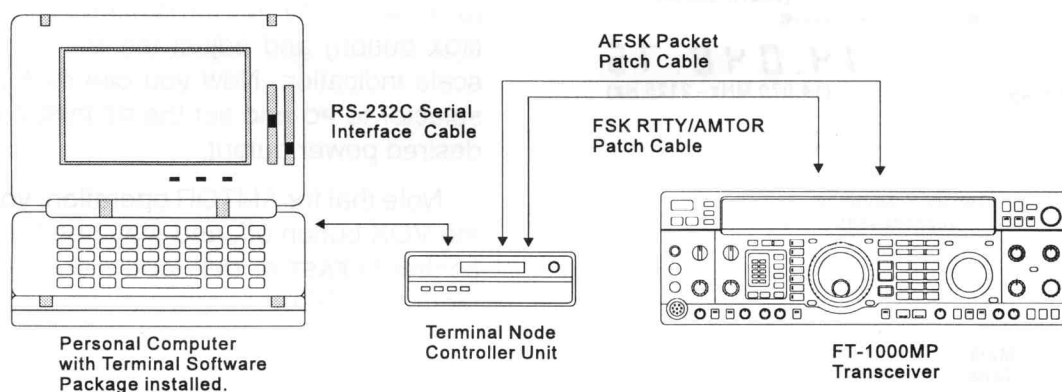 AFSK Packet
Patch Cable
RS-232C Serial
Interface Cable
FSK RTTY/AMTOR
Patch Cable
Terminal Node
Controller Unit
Personal Computer
with Terminal Software
Package installed.
FT-1000MP
Transceiver